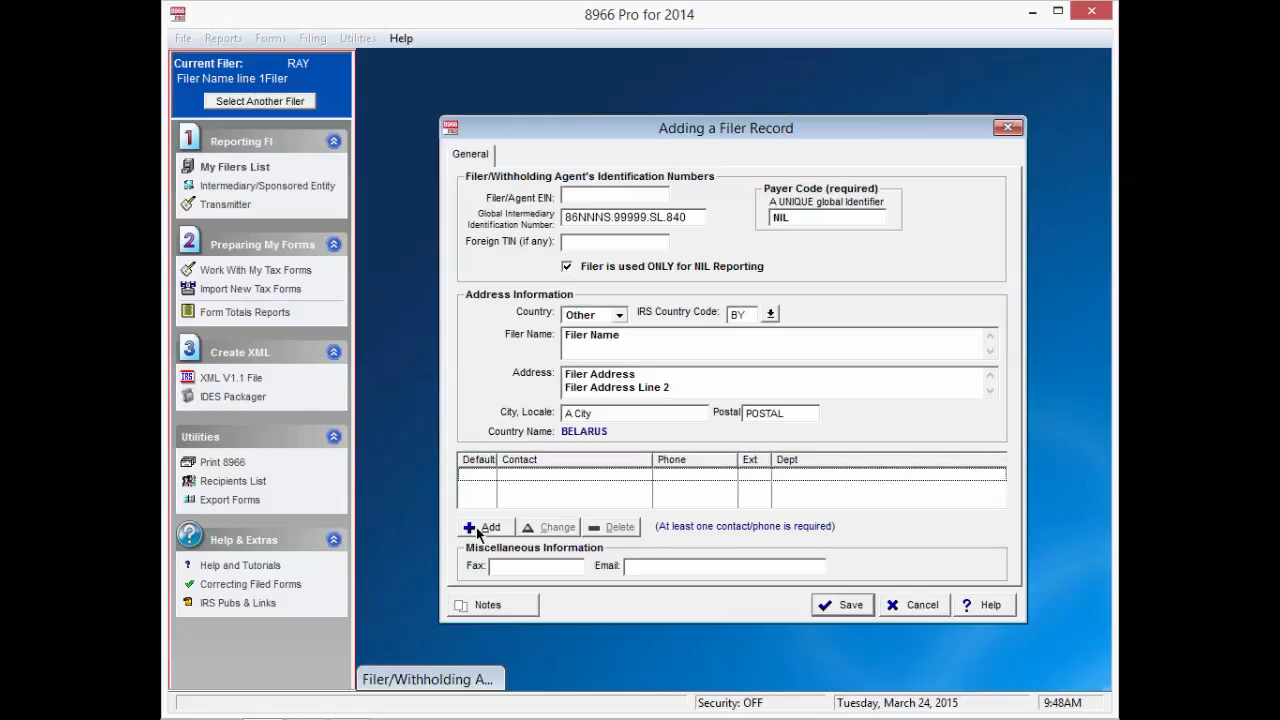 8966 Pro for 2014
File Reports Forms Filing Utilities Help
Current Filer: RAY
Filer Name line 1Filer
Select Another Filer
1 Reporting FI
My Filers List
Intermediary/Sponsored Entity
Transmitter
2 Preparing My Forms
Work With My Tax Forms
Import New Tax Forms
Form Totals Reports
3 Create XML
IRS XML V1.1 File
IDES Packager
Utilities
Print 8966
Recipients List
Export Forms
? Help & Extras
? Help and Tutorials
Correcting Filed Forms
IRS Pubs & Links
Adding a Filer Record
General
Filer/Withholding Agent's Identification Numbers
Filer/Agent EIN:
Global Intermediary
Identification Number: 86NNNS.99999.SL.840
Foreign TIN (if any):
Payer Code (required)
A UNIQUE global Identifier
NIL
Filer is used ONLY for NIL Reporting
Address Information
Country: Other IRS Country Code: BY
Filer Name: Filer Name
Address: Filer Address
Filer Address Line 2
City, Locale: A City Postal POSTAL
Country Name: BELARUS
Default Contact Phone Ext Dept
Add Change Delete (At least one contact/phone is required)
Miscellaneous Information
Fax: Email:
Notes Save Cancel ? Help
Filer/Withholding A...
Security: OFF Tuesday, March 24, 2015 9:48AM